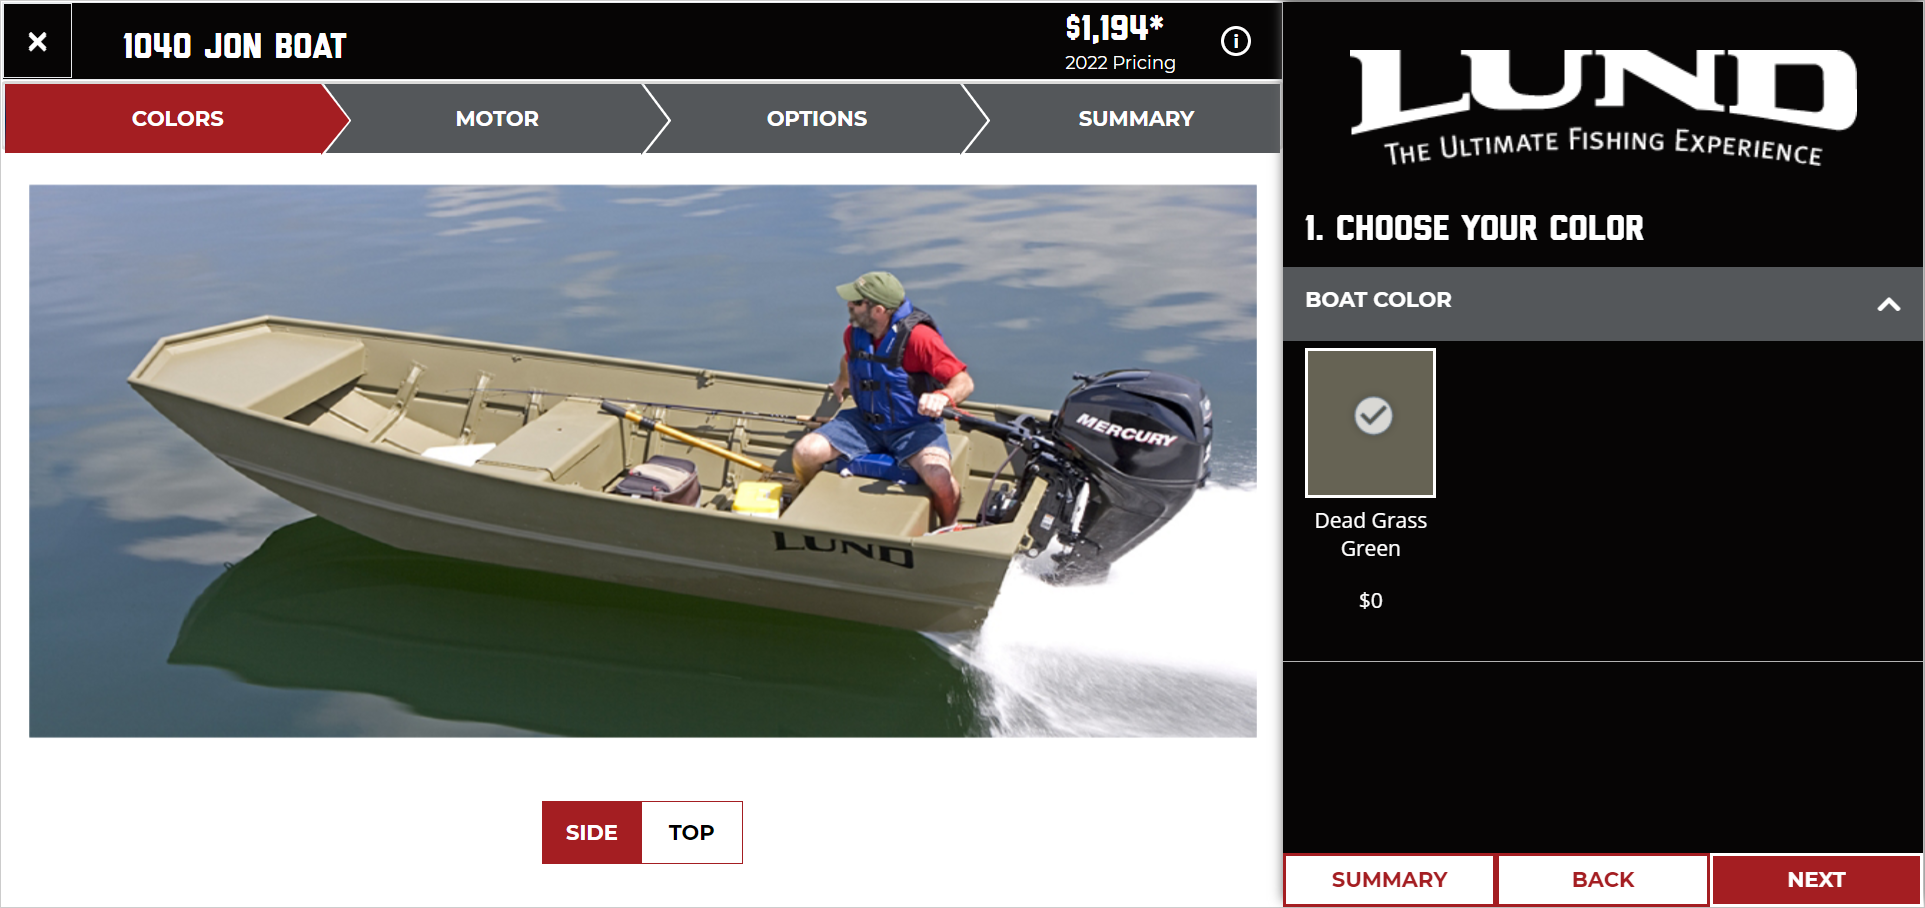 1040 JON BOAT
$1,194*
2022 Pricing
COLORS
MOTOR
OPTIONS
SUMMARY
MERCURY
LUND
SIDE
TOP
LUND
THE ULTIMATE FISHING EXPERIENCE
1. CHOOSE YOUR COLOR
BOAT COLOR
Dead Grass
Green
$0
SUMMARY
BACK
NEXT